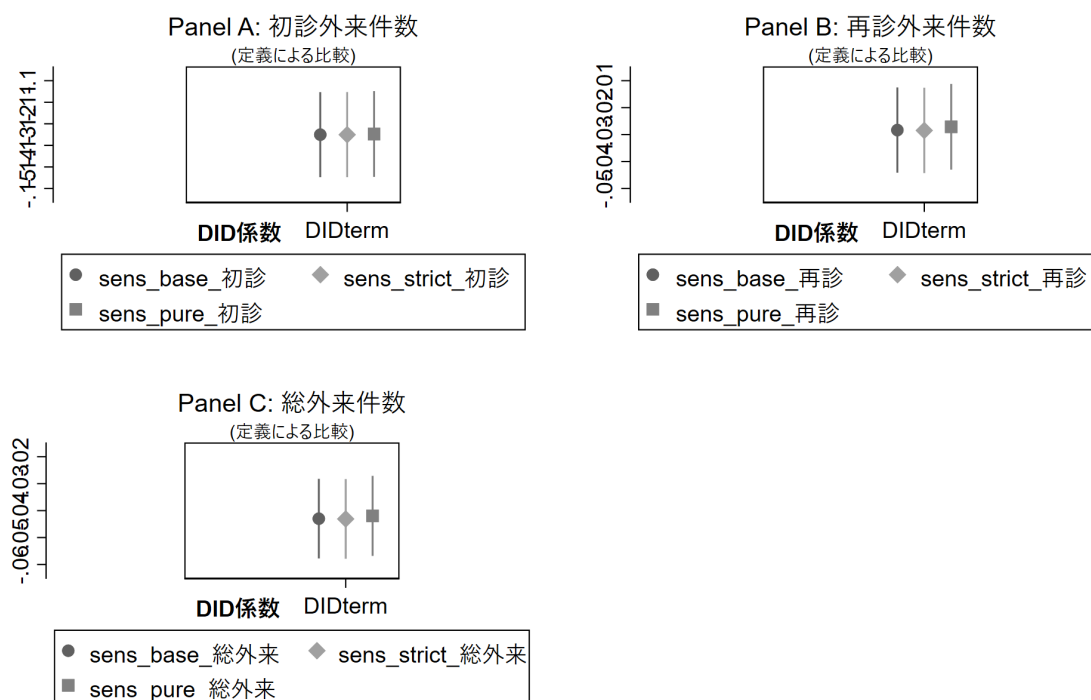 Panel A: 初診外来件数
(定義による比較)
DID係数 DIDterm
sens_base_初診 sens_strict_初診
sens_pure_初診
Panel B: 再診外来件数
(定義による比較)
DID係数 DIDterm
sens_base_再診 sens_strict_再診
sens_pure_再診
Panel C: 総外来件数
(定義による比較)
DID係数 DIDterm
sens_base_総外来 sens_strict_総外来
sens_pure_総外来